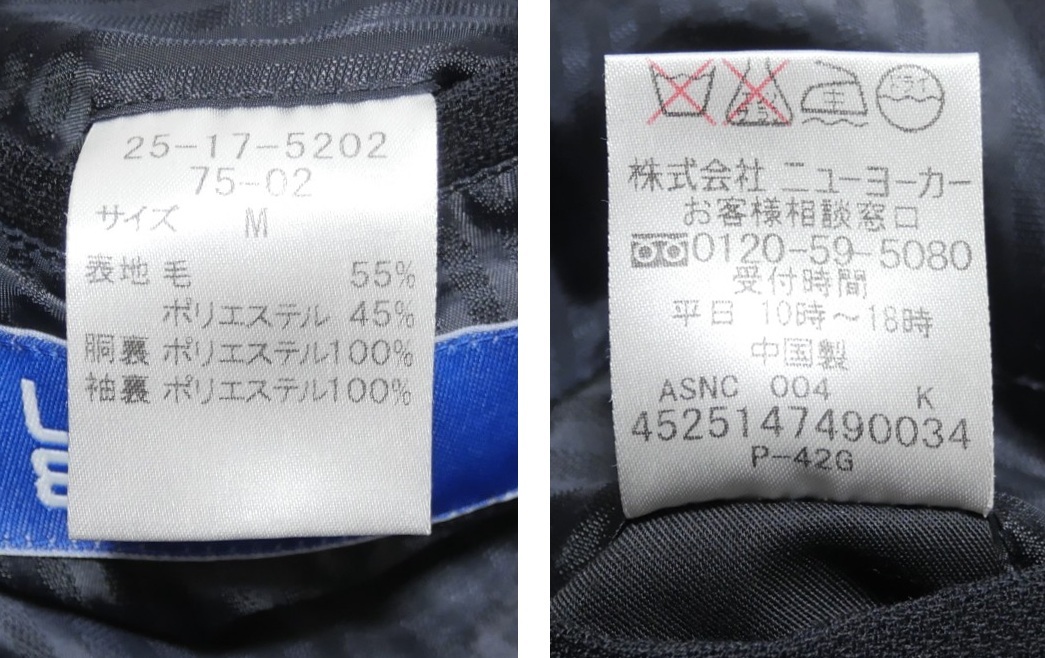 25-17-5202
75-02
サイズ M
表地 毛 55%
ポリエステル 45%
胴裏 ポリエステル100%
袖裏 ポリエステル100%
中
ドライ
株式会社 ニューヨーカー
お客様相談窓口
0120-59-5080
受付時間
平日 10時～18時
中国製
ASNC 004 K
4525147490034
P-42G